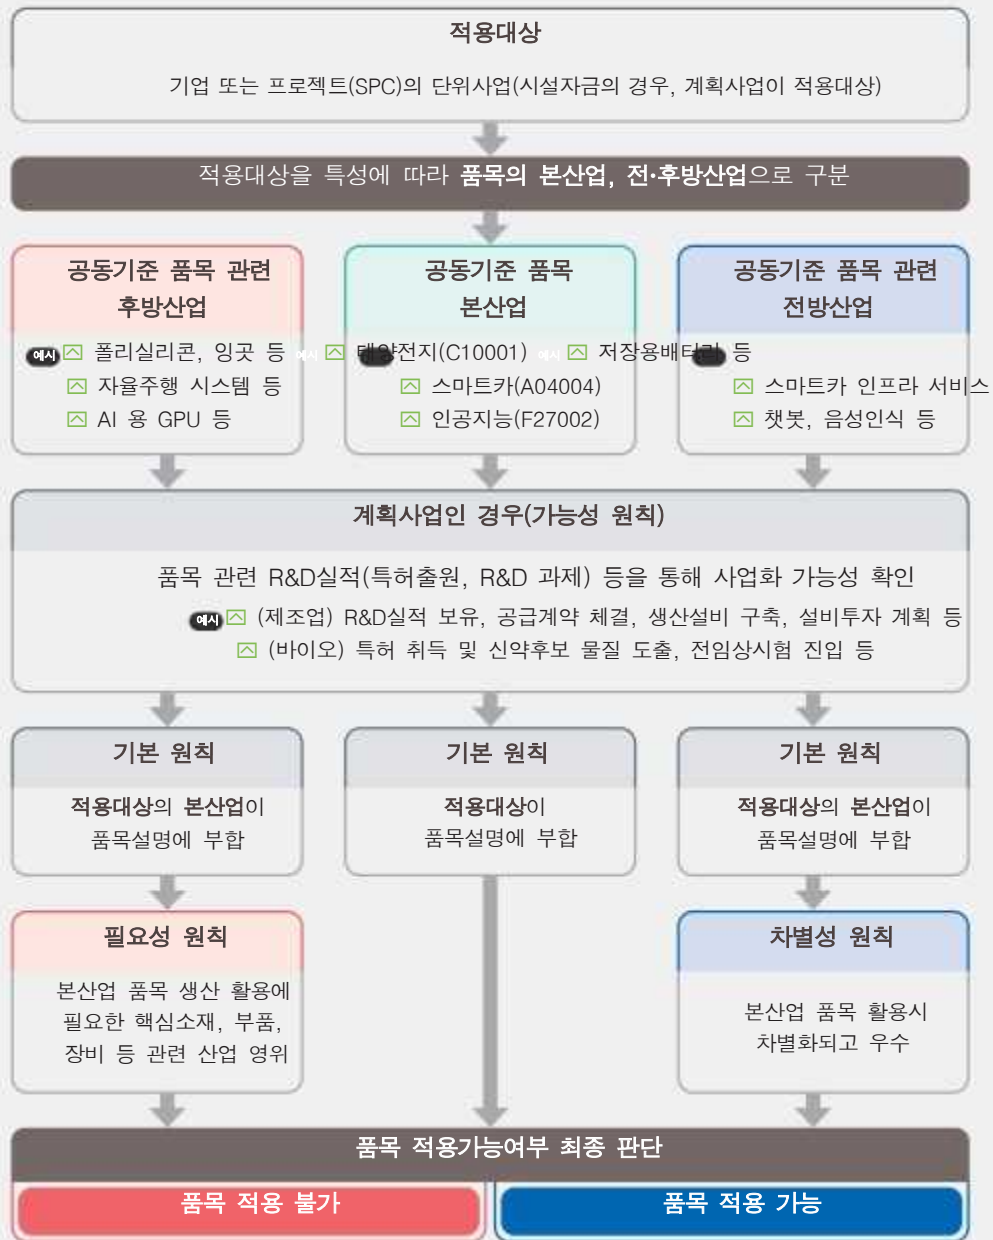 적용대상
기업 또는 프로젝트(SPC)의 단위사업(시설자금의 경우, 계획사업이 적용대상)
적용대상을 특성에 따라 품목의 본산업, 전•후방산업으로 구분
공동기준 품목 관련
후방산업
예시 폴리실리콘, 잉곳 등
자율주행 시스템 등
AI 용 GPU 등
공동기준 품목
본산업
예시 태양전지(C10001)
스마트카(A04004)
인공지능(F27002)
공동기준 품목 관련
전방산업
예시 저장용배터리 등
스마트카 인프라 서비스
챗봇, 음성인식 등
계획사업인 경우(가능성 원칙)
품목 관련 R&D실적(특허출원, R&D 과제) 등을 통해 사업화 가능성 확인
예시 (제조업) R&D실적 보유, 공급계약 체결, 생산설비 구축, 설비투자 계획 등
(바이오) 특허 취득 및 신약후보 물질 도출, 전임상시험 진입 등
기본 원칙
적용대상의 본산업이
품목설명에 부합
기본 원칙
적용대상이
품목설명에 부합
기본 원칙
적용대상의 본산업이
품목설명에 부합
필요성 원칙
본산업 품목 생산 활용에
필요한 핵심소재, 부품,
장비 등 관련 산업 영위
차별성 원칙
본산업 품목 활용시
차별화되고 우수
품목 적용가능여부 최종 판단
품목 적용 불가
품목 적용 가능